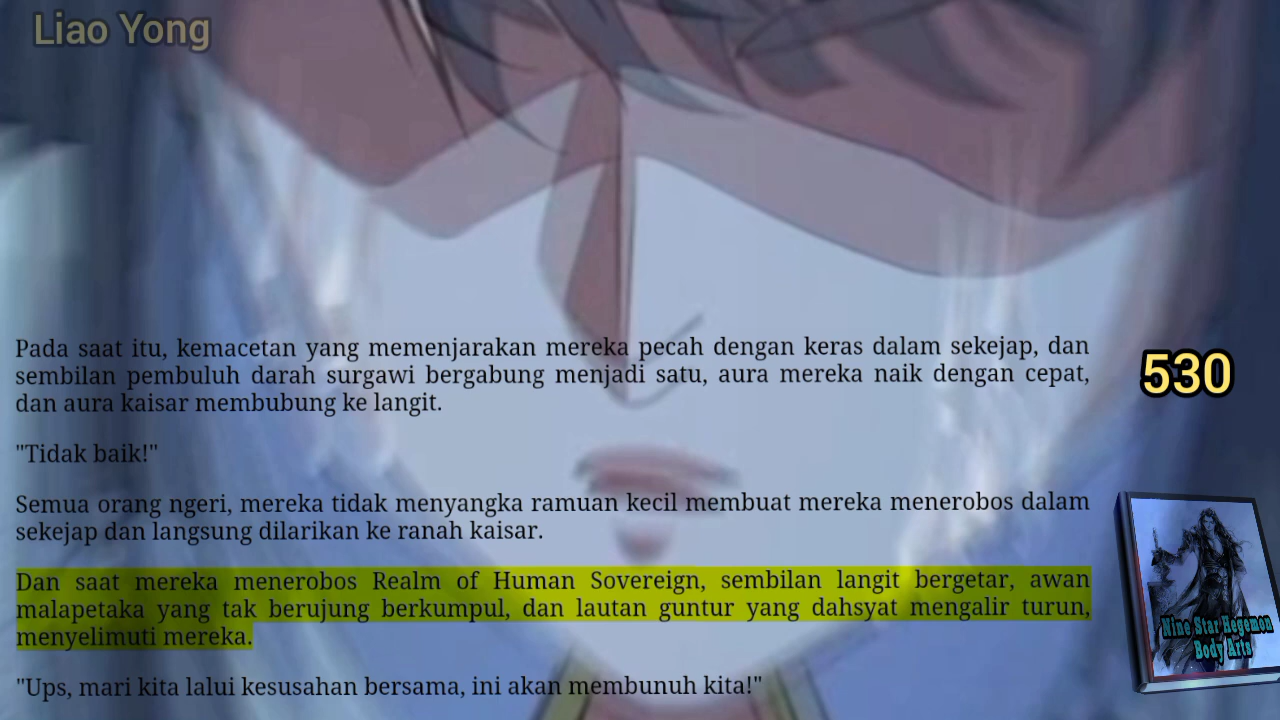 Liao Yong
Pada saat itu, kemacetan yang memenjarakan mereka pecah dengan keras dalam sekejap, dan
sembilan pembuluh darah surgawi bergabung menjadi satu, aura mereka naik dengan cepat,
dan aura kaisar membubung ke langit.
530
"Tidak baik!"
Semua orang ngeri, mereka tidak menyangka ramuan kecil membuat mereka menerobos dalam
sekejap dan langsung dilarikan ke ranah kaisar.
Dan saat mereka menerobos Realm of Human Sovereign, sembilan langit bergetar, awan
malapetaka yang tak berujung berkumpul, dan lautan guntur yang dahsyat mengalir turun,
menyelimuti mereka.
Nine Star Hegemon
Body Arts
"Ups, mari kita lalui kesusahan bersama, ini akan membunuh kita!"